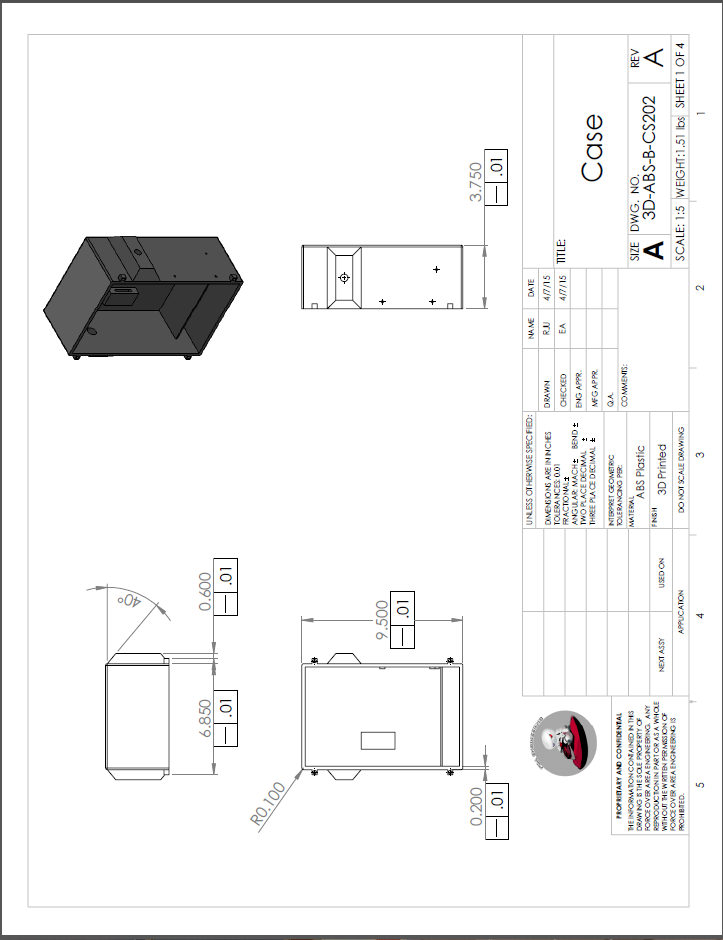 3.750
.01
40°
0.600
.01
6.850
.01
9.500
.01
R0.100
0.200
.01
PROPRIETARY AND CONFIDENTIAL
THE INFORMATION CONTAINED IN THIS
DRAWING IS THE SOLE PROPERTY OF
FORCE OVER AREA ENGINEERING. ANY
REPRODUCTION IN PART OR AS A WHOLE
WITHOUT THE WRITTEN PERMISSION OF
FORCE OVER AREA ENGINEERING IS
PROHIBITED.
NEXT ASSY
USED ON
APPLICATION
UNLESS OTHERWISE SPECIFIED:
DIMENSIONS ARE IN INCHES
TOLERANCES: 0.01
FRACTIONAL ±
ANGULAR: MACH ± BEND ±
TWO PLACE DECIMAL ±
THREE PLACE DECIMAL ±
INTERPRET GEOMETRIC
TOLERANCING PER:
MATERIAL
ABS Plastic
FINISH
3D Printed
DO NOT SCALE DRAWING
NAME DATE
DRAWN RJU 4/7/15
CHECKED EA 4/7/15
ENG APPR.
MFG APPR.
Q.A.
COMMENTS:
TITLE:
Case
SIZE DWG. NO. REV
A 3D-ABS-B-CS202 A
SCALE: 1:5 WEIGHT: 1.51 lbs SHEET 1 OF 4
5 4 3 2 1